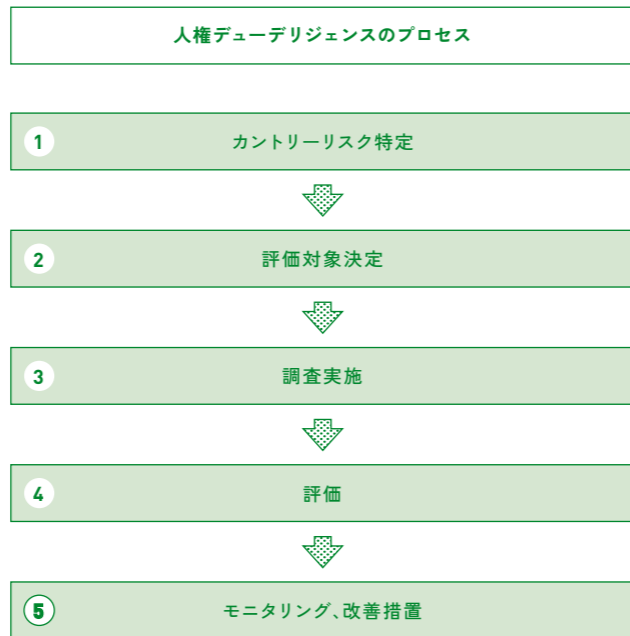 人権デューデリジェンスのプロセス
1 カントリーリスク特定
2 評価対象決定
3 調査実施
4 評価
5 モニタリング、改善措置